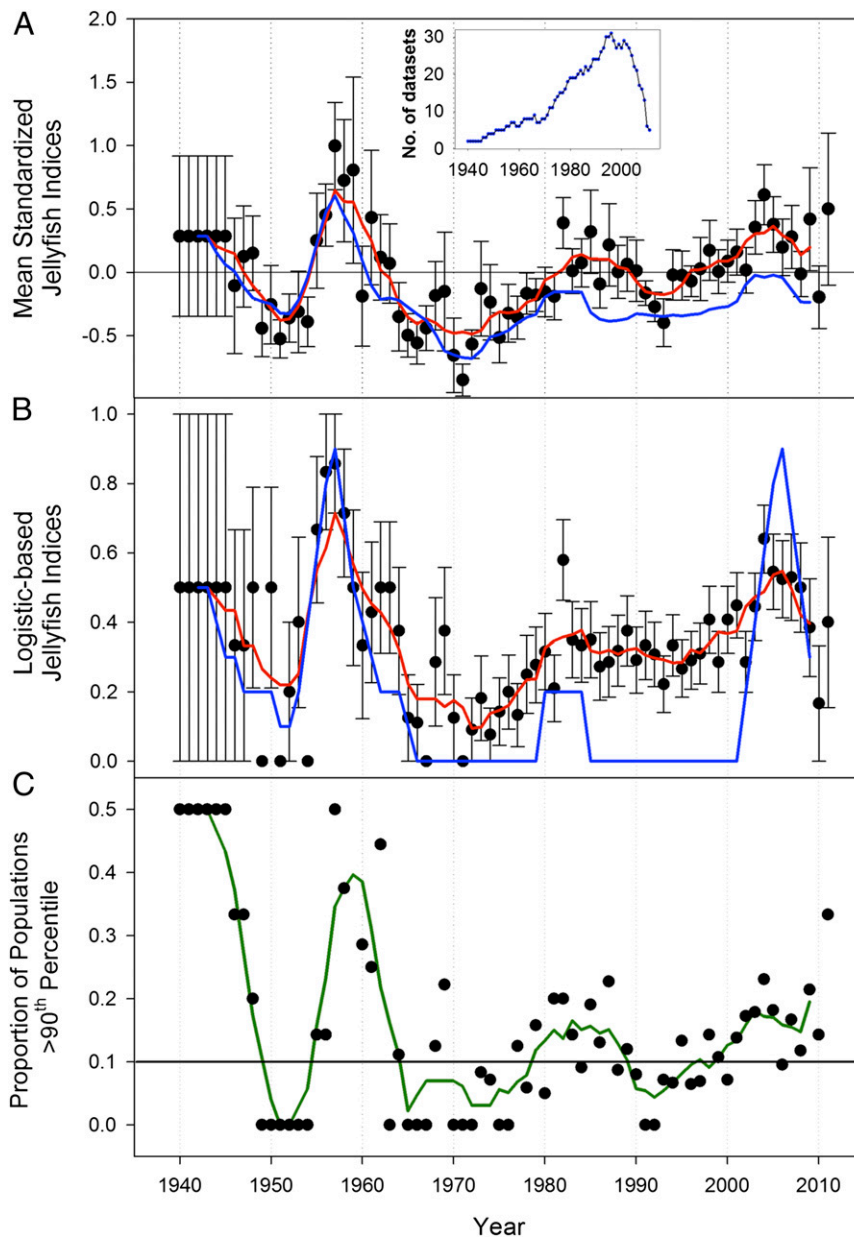 A
Mean Standardized
Jellyfish Indices
2.0
1.5
1.0
0.5
0.0
-0.5
No. of datasets
30
20
10
0
1940 1960 1980 2000
B
Logistic-based
Jellyfish Indices
1.0
0.8
0.6
0.4
0.2
0.0
C
Proportion of Populations
>90th Percentile
0.5
0.4
0.3
0.2
0.1
0.0
1940 1950 1960 1970 1980 1990 2000 2010
Year